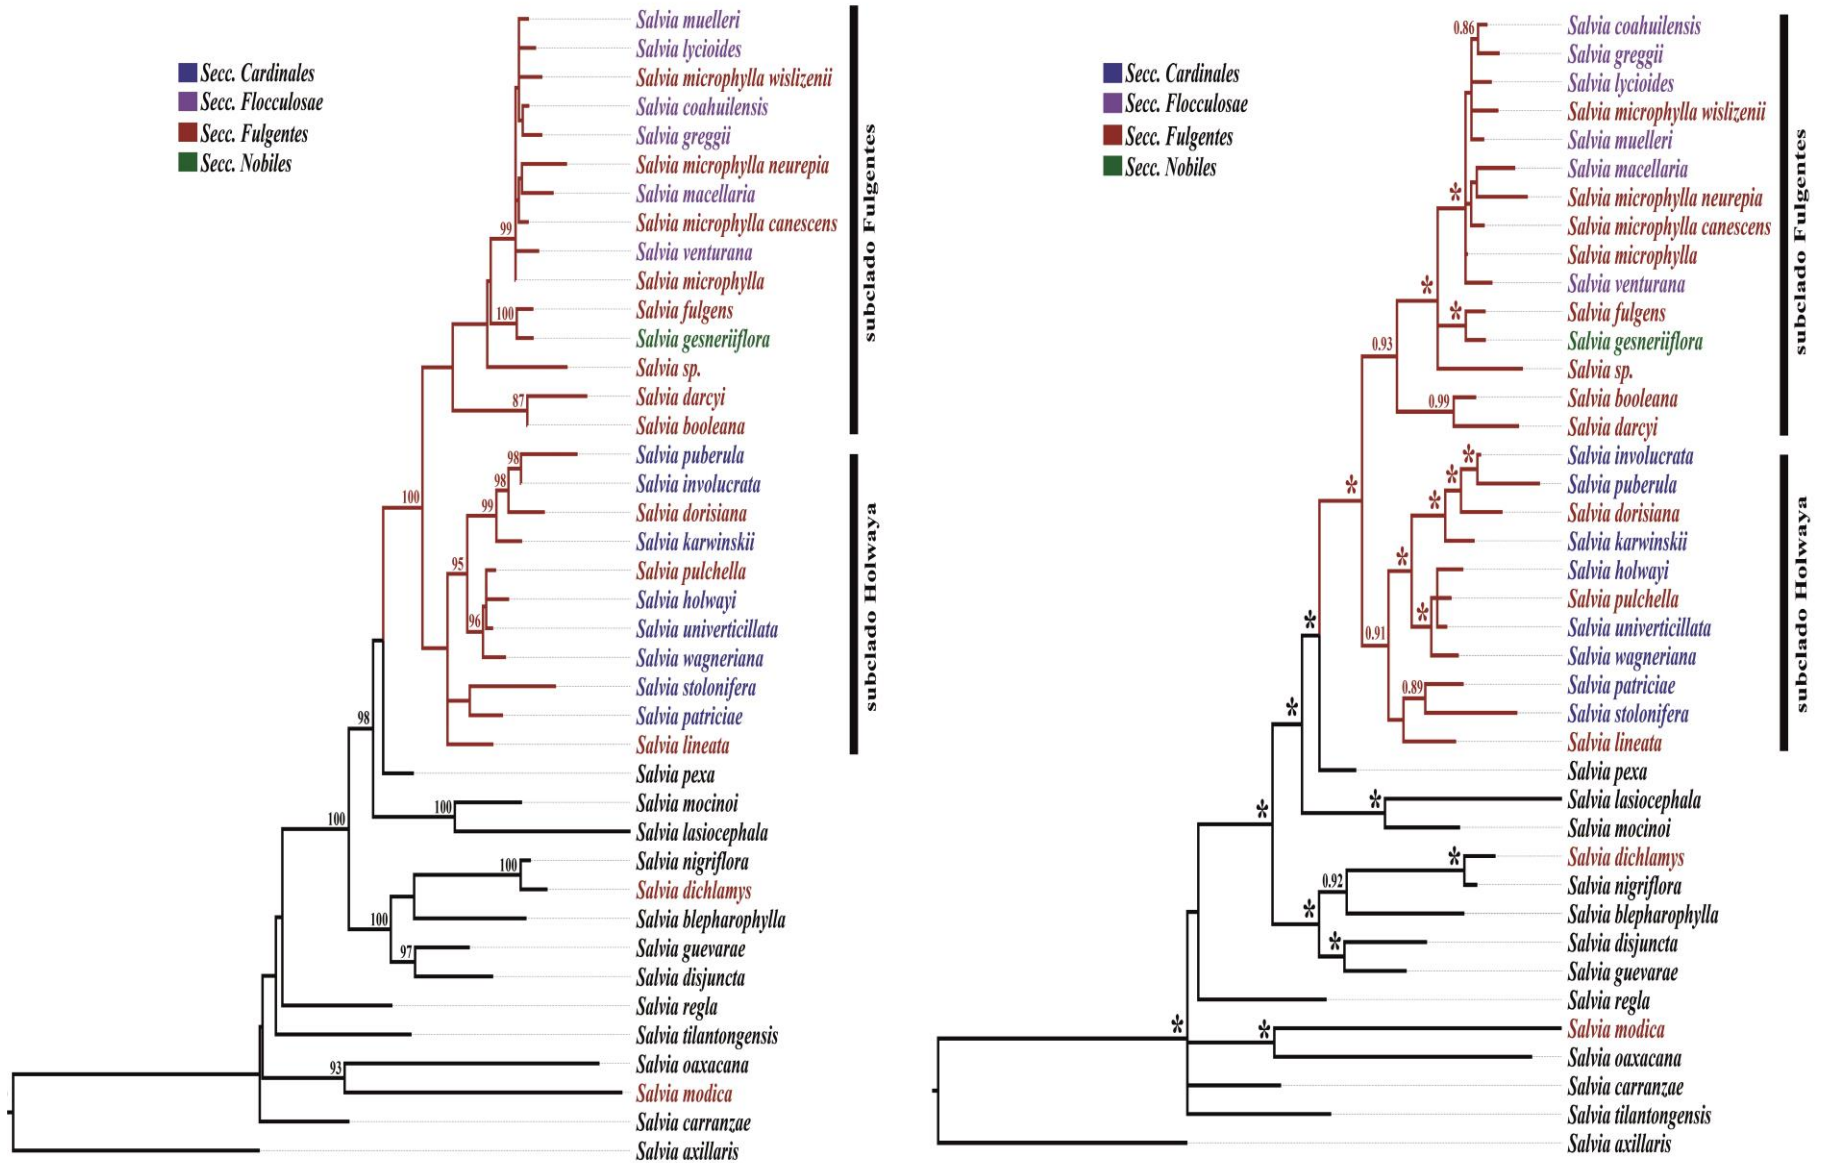 Secc. Cardinales
Secc. Flocculosae
Secc. Fulgentes
Secc. Nobiles
Salvia muelleri
Salvia lycioides
Salvia microphylla wislizenii
Salvia coahuilensis
Salvia greggii
Salvia microphylla neurepia
Salvia macellaria
Salvia microphylla canescens
99
Salvia venturana
Salvia microphylla
Salvia fulgens
100
Salvia gesneriiflora
Salvia sp.
Salvia darcyi
87
Salvia booleana
Salvia puberula
98
Salvia involucrata
98
Salvia dorisiana
99
100
Salvia karwinskii
95
Salvia pulchella
Salvia holwayi
96
Salvia univerticillata
Salvia wagneriana
Salvia stolonifera
98
Salvia patriciae
Salvia lineata
Salvia pexa
Salvia mocinoi
100
100
Salvia lasiocephala
Salvia nigriflora
100
Salvia dichlamys
Salvia blepharophylla
100
Salvia guevarae
97
Salvia disjuncta
Salvia regla
Salvia tilantongensis
Salvia oaxacana
93
Salvia modica
Salvia carranzae
Salvia axillaris
subclado Fulgentes
subclado Holwaya
Secc. Cardinales
Secc. Flocculosae
Secc. Fulgentes
Secc. Nobiles
0.86
Salvia coahuilensis
Salvia greggii
Salvia lycioides
Salvia microphylla wislizenii
Salvia muelleri
Salvia macellaria
*
Salvia microphylla neurepia
Salvia microphylla canescens
Salvia microphylla
*
Salvia venturana
*
Salvia fulgens
0.93
Salvia gesneriiflora
Salvia sp.
0.99
Salvia booleana
Salvia darcyi
*
Salvia involucrata
*
*
Salvia puberula
*
Salvia dorisiana
Salvia karwinskii
*
Salvia holwayi
Salvia pulchella
*
*
0.91
Salvia univerticillata
Salvia wagneriana
0.89
Salvia patriciae
*
Salvia stolonifera
Salvia lineata
Salvia pexa
*
*
Salvia lasiocephala
Salvia mocinoi
*
Salvia dichlamys
0.92
Salvia nigriflora
*
Salvia blepharophylla
*
Salvia disjuncta
Salvia guevarae
Salvia regla
*
*
Salvia modica
Salvia oaxacana
Salvia carranzae
Salvia tilantongensis
Salvia axillaris
subclado Fulgentes
subclado Holwaya